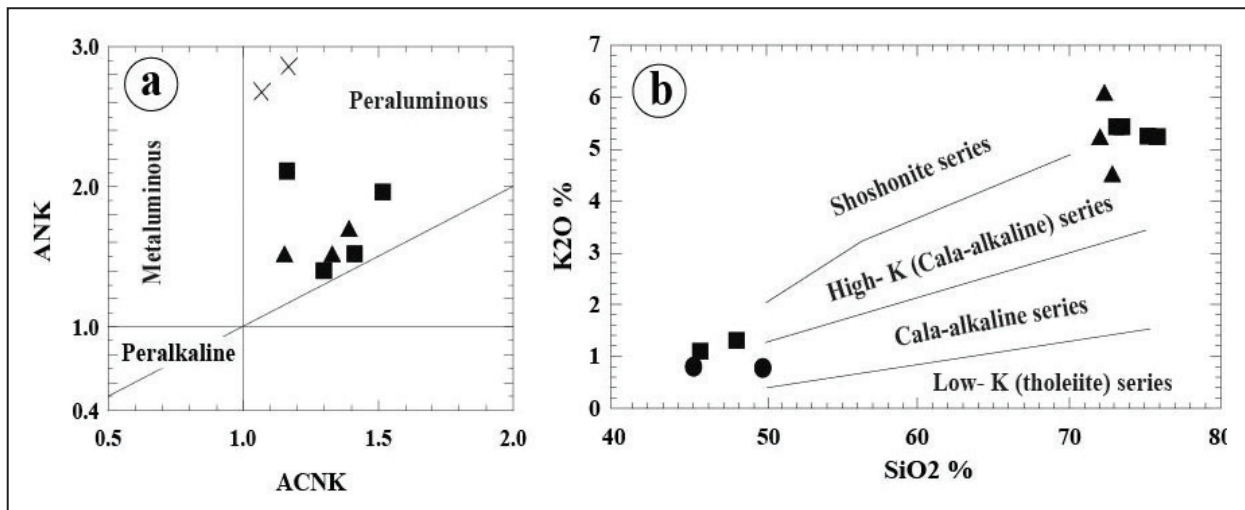 a
3.0
2.0
1.0
0.4
0.5
1.0
1.5
2.0
ANK
ACNK
Metaluminous
Peraluminous
Peralkaline
b
7
6
5
4
3
2
1
0
40
50
60
70
80
K2O %
SiO2 %
Shoshonite series
High- K (Cala-alkaline) series
Cala-alkaline series
Low- K (tholeiite) series